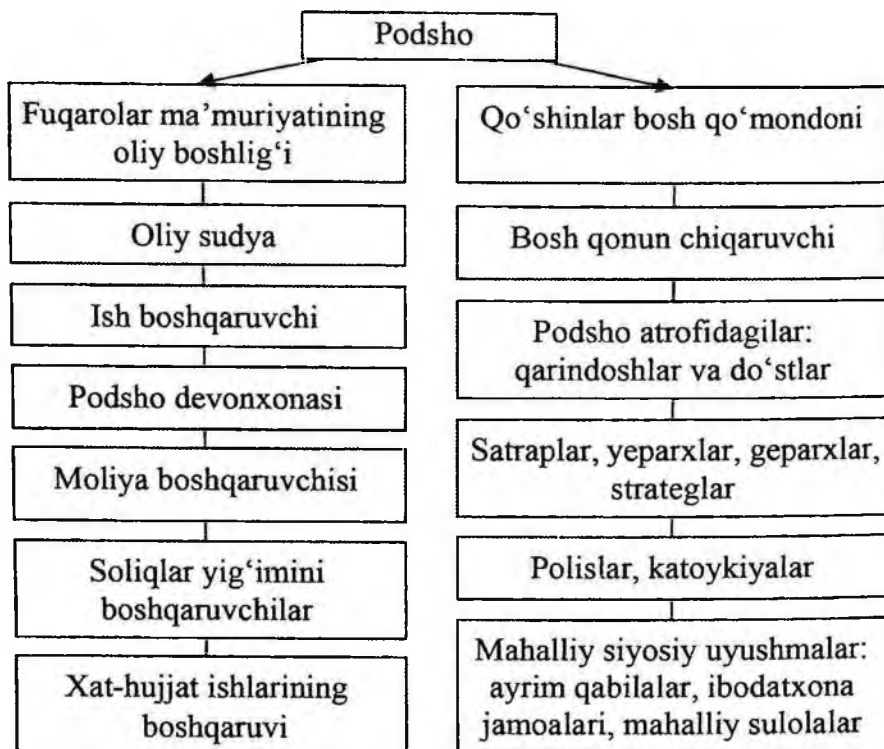 Podsho
Fuqarolar ma’muriyatining
oliy boshlig‘i
Oliy sudya
Ish boshqaruvchi
Podsho devonxonasi
Moliya boshqaruvchisi
Soliqlar yig‘imini
boshqaruvchilar
Xat-hujjat ishlarining
boshqaruvi
Qo‘shinlar bosh qo‘mondoni
Bosh qonun chiqaruvchi
Podsho atrofidagilar:
qarindoshlar va do‘stlar
Satraplar, yeparxlar, geparxlar,
strateglar
Polislar, katoykiyalar
Mahalliy siyosiy uyushmalar:
ayrim qabilalar, ibodatxona
jamoalari, mahalliy sulolalar